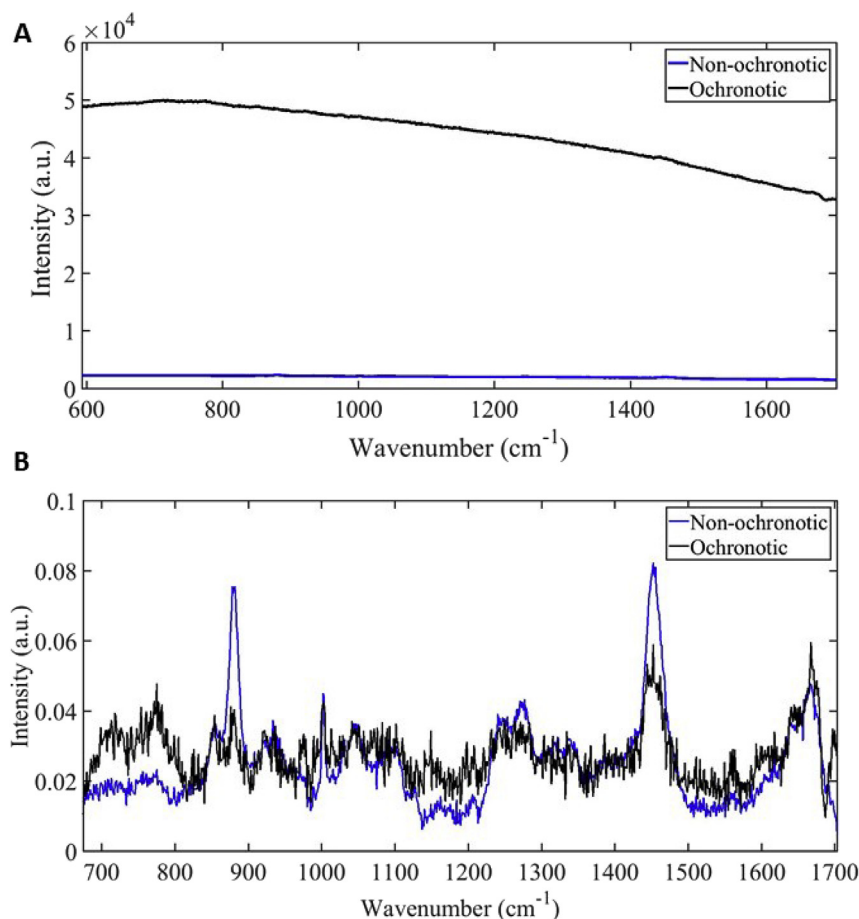 A
×10⁴
6
5
4
3
2
1
0
Intensity (a.u.)
Non-ochronotic
Ochronotic
600 800 1000 1200 1400 1600
Wavenumber (cm⁻¹)
B
0.1
0.08
0.06
0.04
0.02
0
Intensity (a.u.)
Non-ochronotic
Ochronotic
700 800 900 1000 1100 1200 1300 1400 1500 1600 1700
Wavenumber (cm⁻¹)